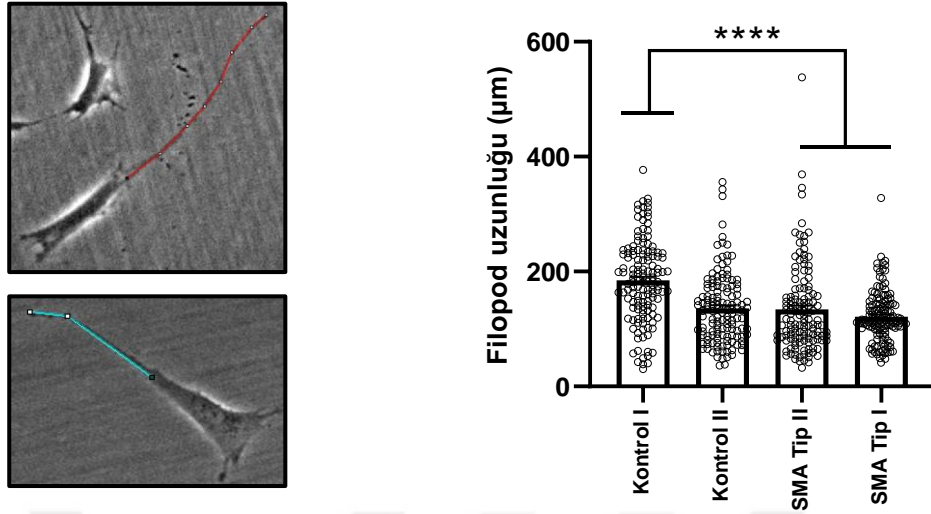 Filopod uzunluğu (µm)
600
400
200
0
****
Kontrol I
Kontrol II
SMA Tip II
SMA Tip I